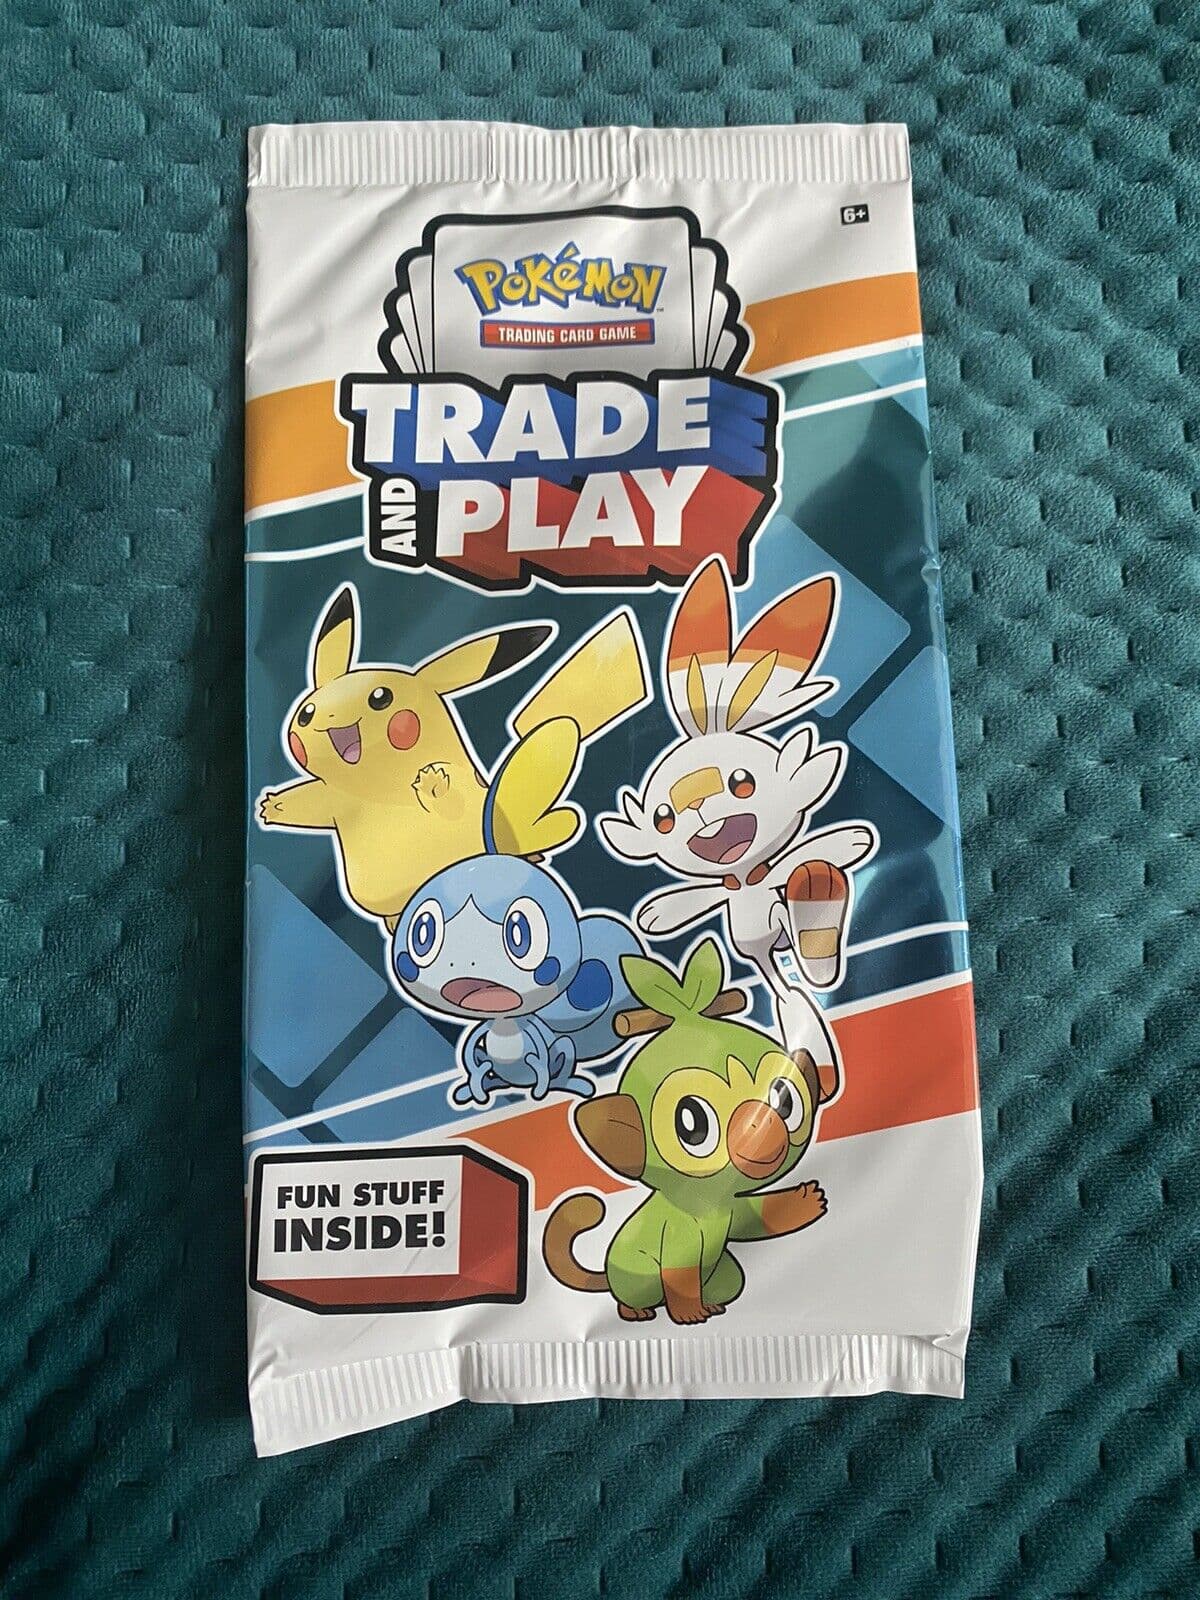 6+
POKéMON
TRADING CARD GAME
TRADE
AND PLAY
FUN STUFF
INSIDE!